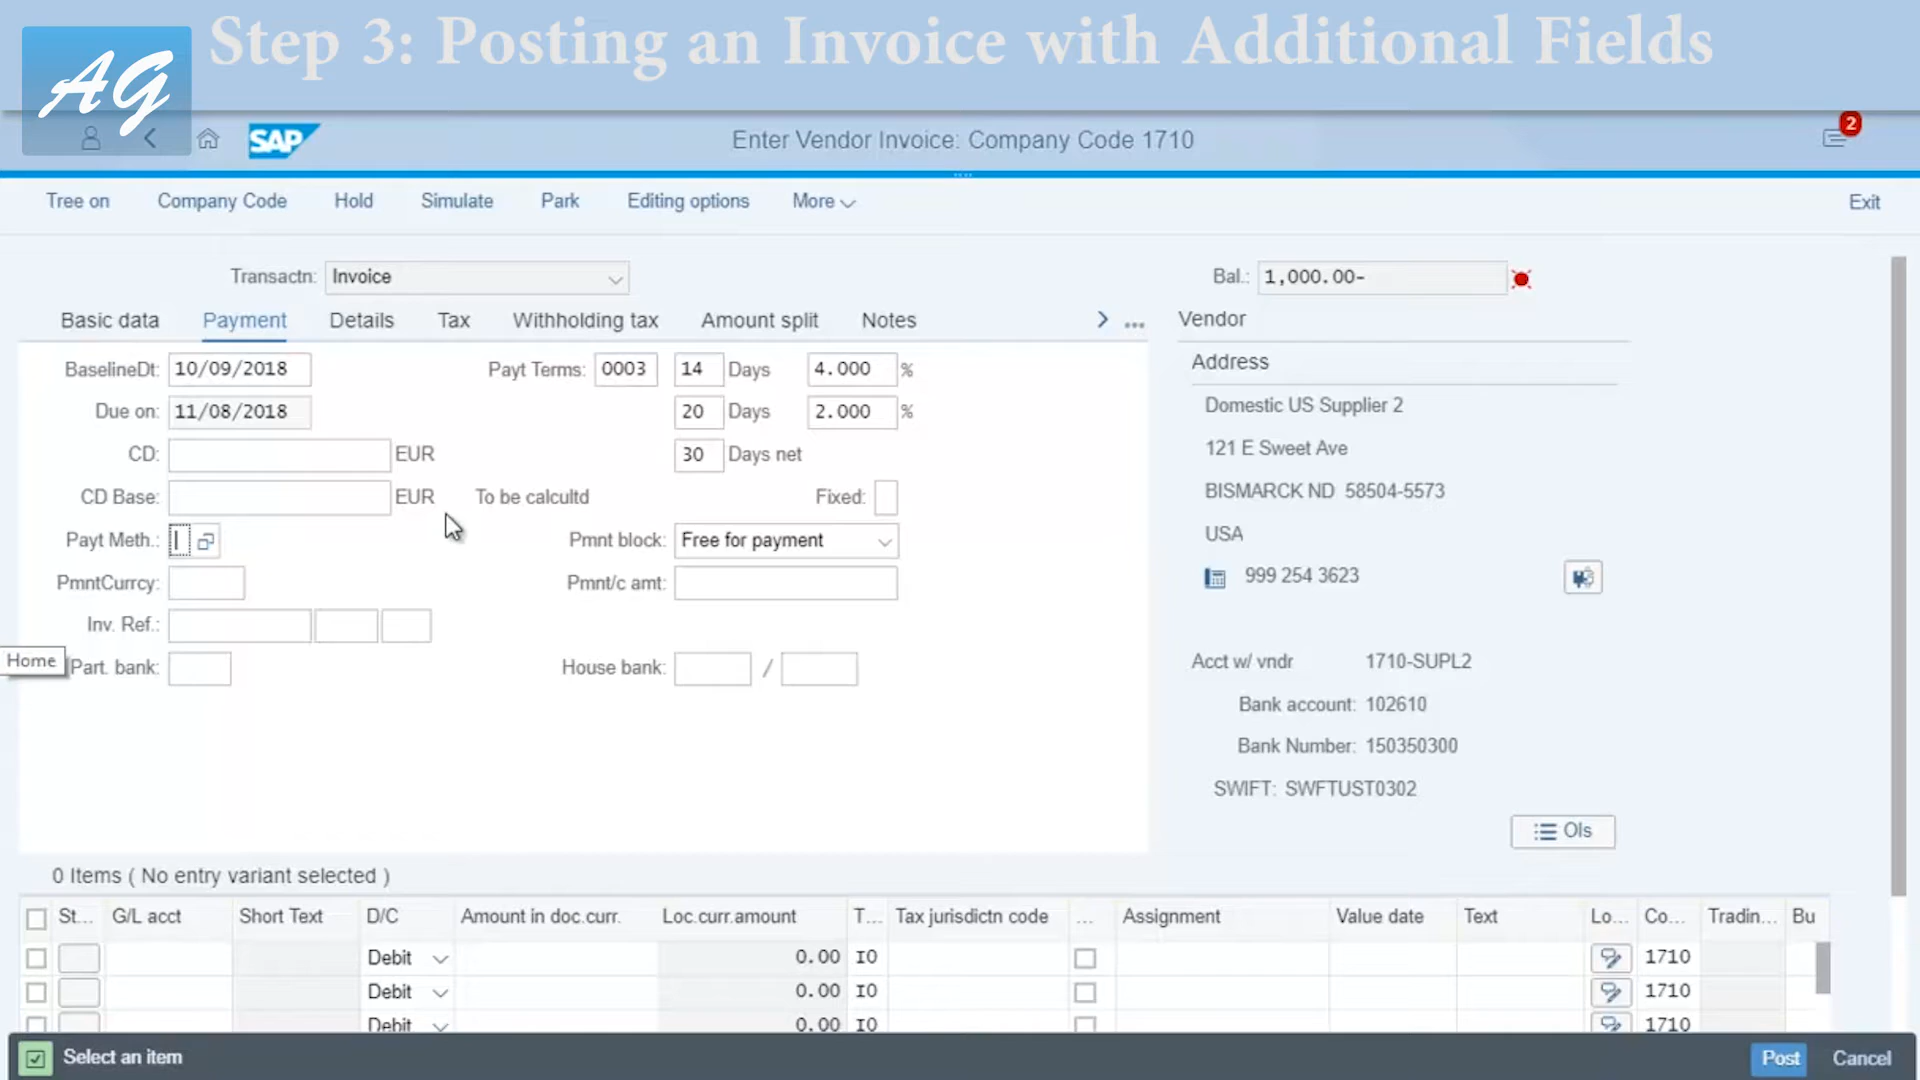 Step 3: Posting an Invoice with Additional Fields
AG
SAP
Enter Vendor Invoice: Company Code 1710
2
Tree on Company Code Hold Simulate Park Editing options More Exit
Transactn: Invoice
Bal.: 1,000.00-
Basic data Payment Details Tax Withholding tax Amount split Notes ...
Vendor
BaselineDt: 10/09/2018 Payt Terms: 0003 14 Days 4.000 %
Address
Due on: 11/08/2018 20 Days 2.000 %
Domestic US Supplier 2
CD: EUR 30 Days net
121 E Sweet Ave
CD Base: EUR To be calcultd Fixed:
BISMARCK ND 58504-5573
Payt Meth.: Pmnt block: Free for payment
USA
PmntCurrcy: Pmnt/c amt:
999 254 3623
Inv. Ref.:
Home
Part. bank: House bank: /
Acct w/ vndr 1710-SUPL2
Bank account: 102610
Bank Number: 150350300
SWIFT: SWFTUST0302
OIs
0 Items ( No entry variant selected )
St... G/L acct Short Text D/C Amount in doc.curr. Loc.curr.amount T... Tax jurisdictn code ... Assignment Value date Text Lo... Co... Tradin... Bu
Debit 0.00 I0 1710
Debit 0.00 I0 1710
Debit 0.00 I0 1710
Select an item
Post Cancel